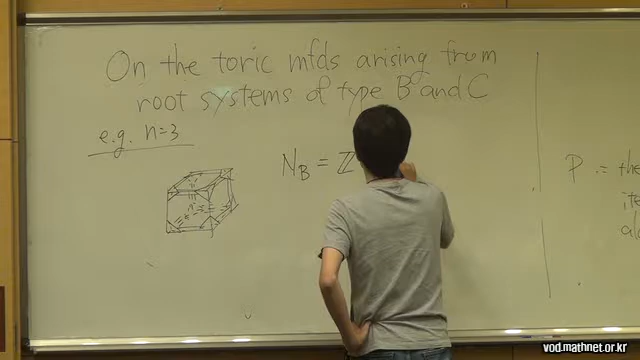 On the toric mfds arising from
root systems of type B and C
e.g. n=3
N_B = ℤ
P := the
ite
alo
vod.mathnet.or.kr